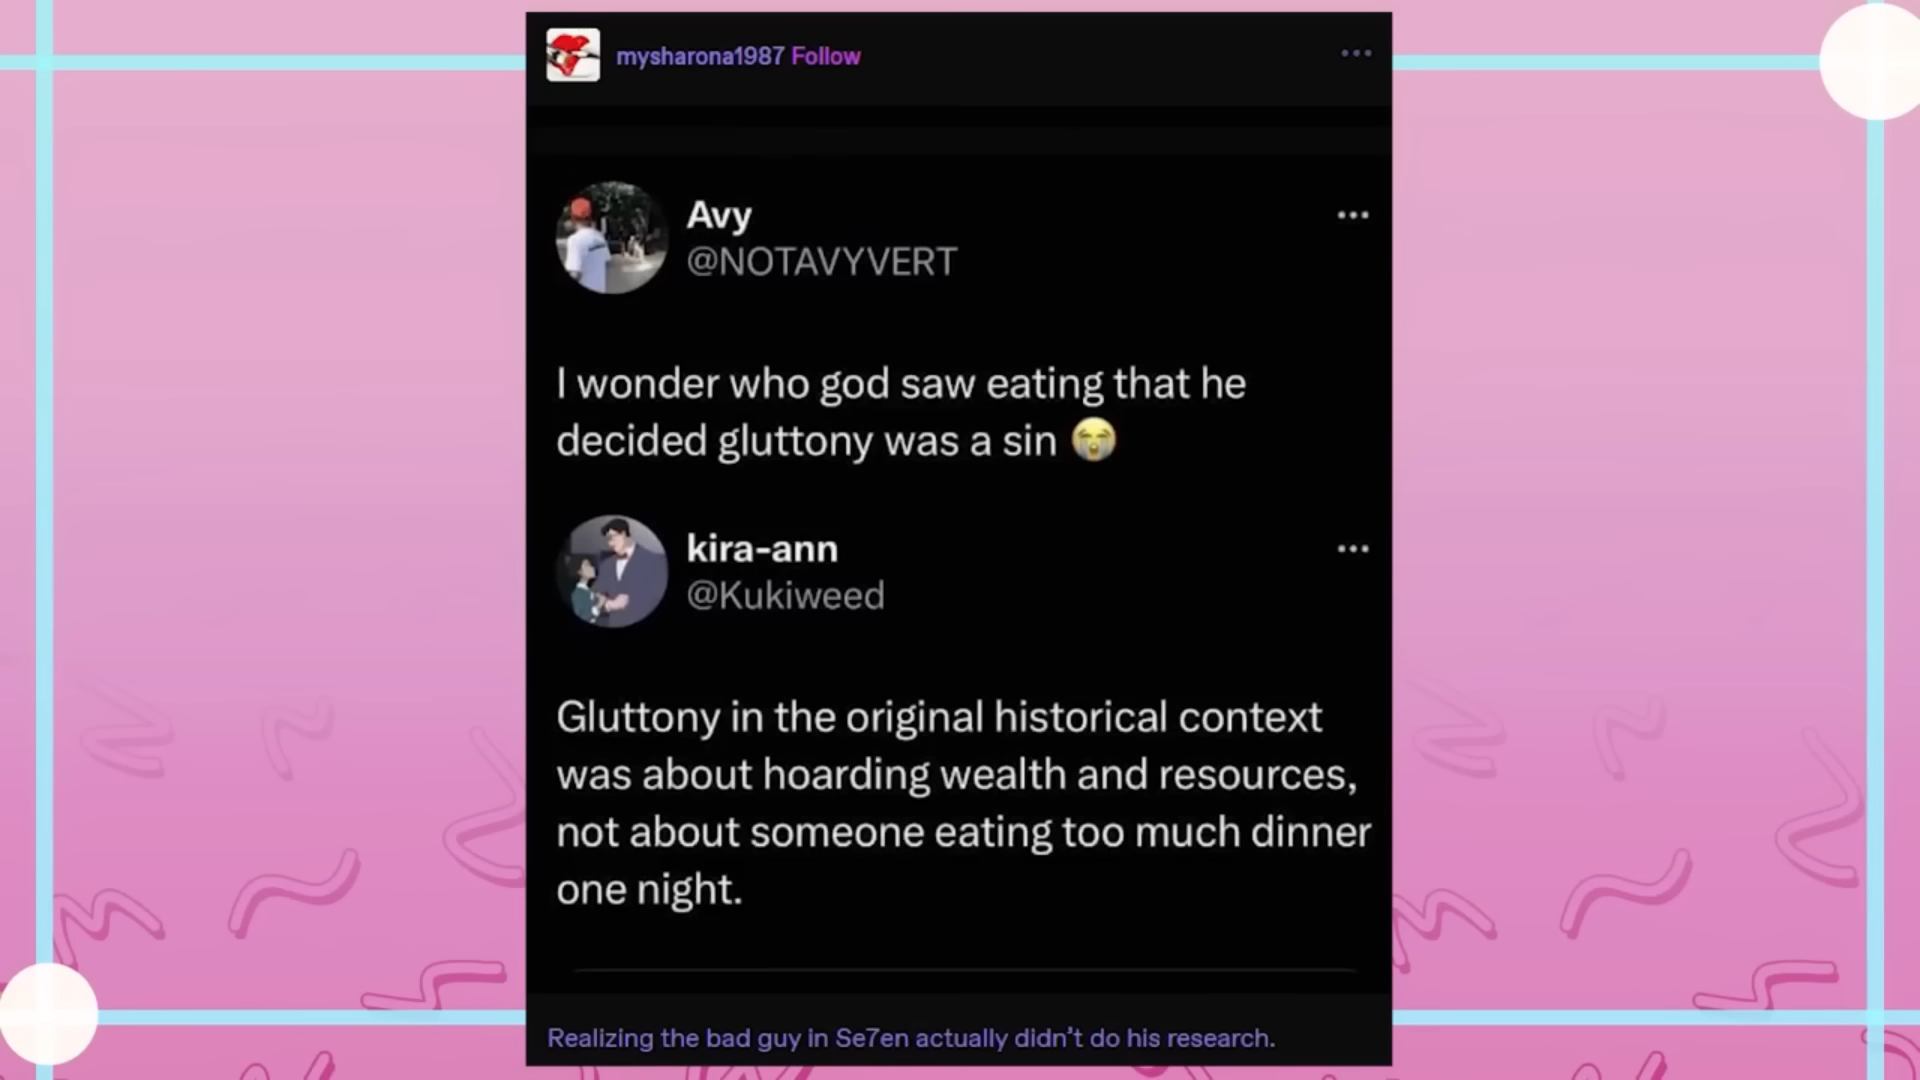 mysharona1987 Follow
Avy
@NOTAVYVERT
I wonder who god saw eating that he
decided gluttony was a sin 😭
kira-ann
@Kukiweed
Gluttony in the original historical context
was about hoarding wealth and resources,
not about someone eating too much dinner
one night.
Realizing the bad guy in Se7en actually didn't do his research.